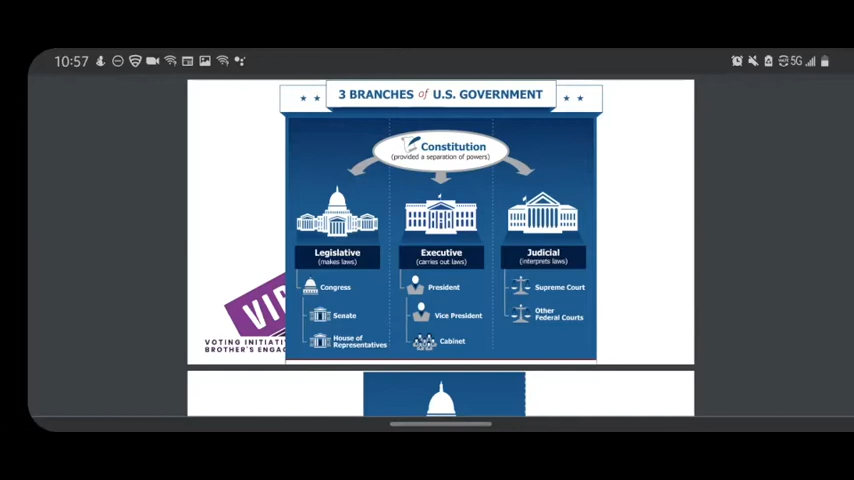 10:57
5G
3 BRANCHES of U.S. GOVERNMENT
Constitution
(provided a separation of powers)
Legislative
(makes laws)
Executive
(carries out laws)
Judicial
(interprets laws)
Congress
Senate
House of
Representatives
President
Vice President
Cabinet
Supreme Court
Other
Federal Courts
VOTING INITIATI
BROTHER'S ENGA